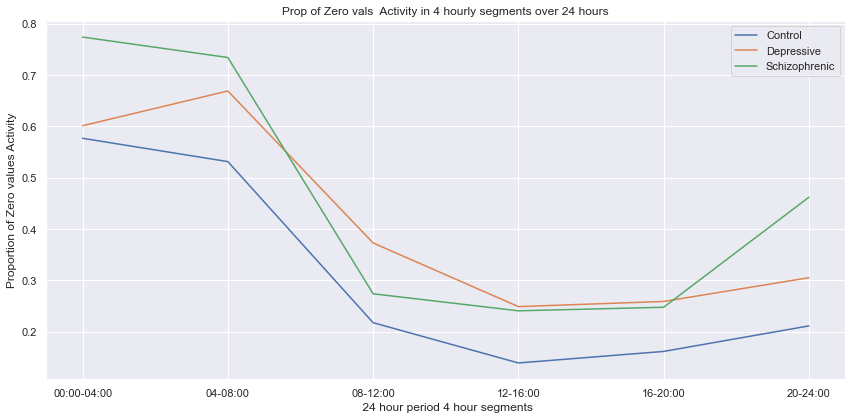 Prop of Zero vals  Activity in 4 hourly segments over 24 hours
Control
Depressive
Schizophrenic
Proportion of Zero values Activity
0.8
0.7
0.6
0.5
0.4
0.3
0.2
00:00-04:00 04-08:00 08-12:00 12-16:00 16-20:00 20-24:00
24 hour period 4 hour segments